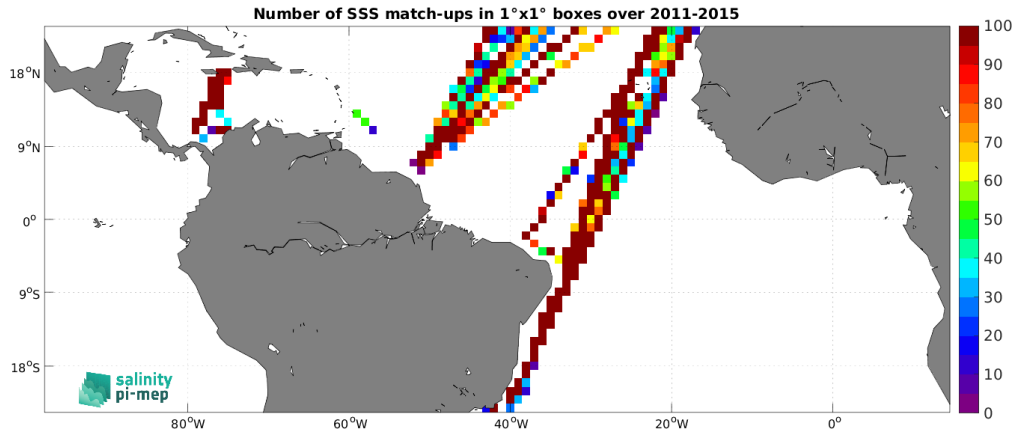 Number of SSS match-ups in 1°x1° boxes over 2011-2015
100
90
80
70
60
50
40
30
20
10
0
18°N
9°N
0°
9°S
18°S
salinity
pi-mep
80°W
60°W
40°W
20°W
0°